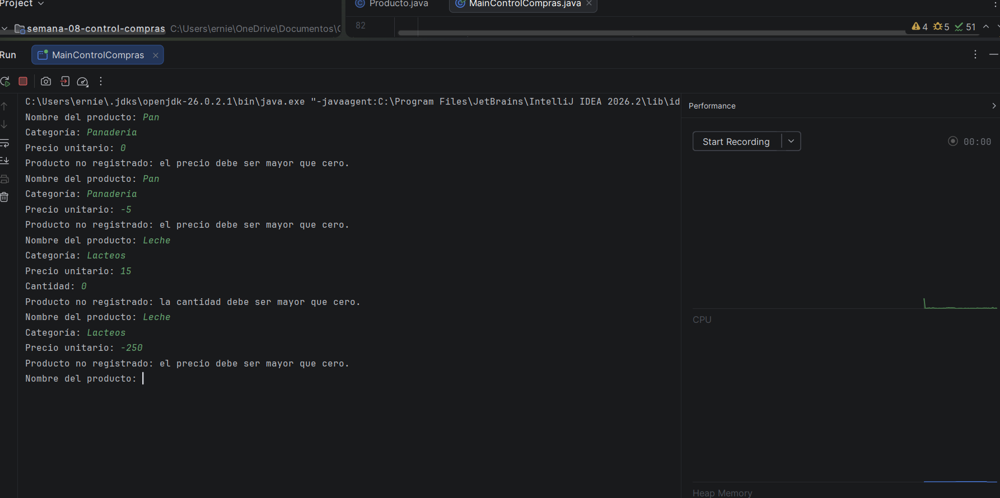 Project
Producto.java
MainControlCompras.java
semana-08-control-compras C:\Users\ernie\OneDrive\Documentos\
82
4 5 51
Run
MainControlCompras
C:\Users\ernie\.jdks\openjdk-26.0.2.1\bin\java.exe "-javaagent:C:\Program Files\JetBrains\IntelliJ IDEA 2026.2\lib\id
Nombre del producto: Pan
Categoría: Panaderia
Precio unitario: 0
Producto no registrado: el precio debe ser mayor que cero.
Nombre del producto: Pan
Categoría: Panaderia
Precio unitario: -5
Producto no registrado: el precio debe ser mayor que cero.
Nombre del producto: Leche
Categoría: Lacteos
Precio unitario: 15
Cantidad: 0
Producto no registrado: la cantidad debe ser mayor que cero.
Nombre del producto: Leche
Categoría: Lacteos
Precio unitario: -250
Producto no registrado: el precio debe ser mayor que cero.
Nombre del producto:
Performance
Start Recording
00:00
CPU
Heap Memory